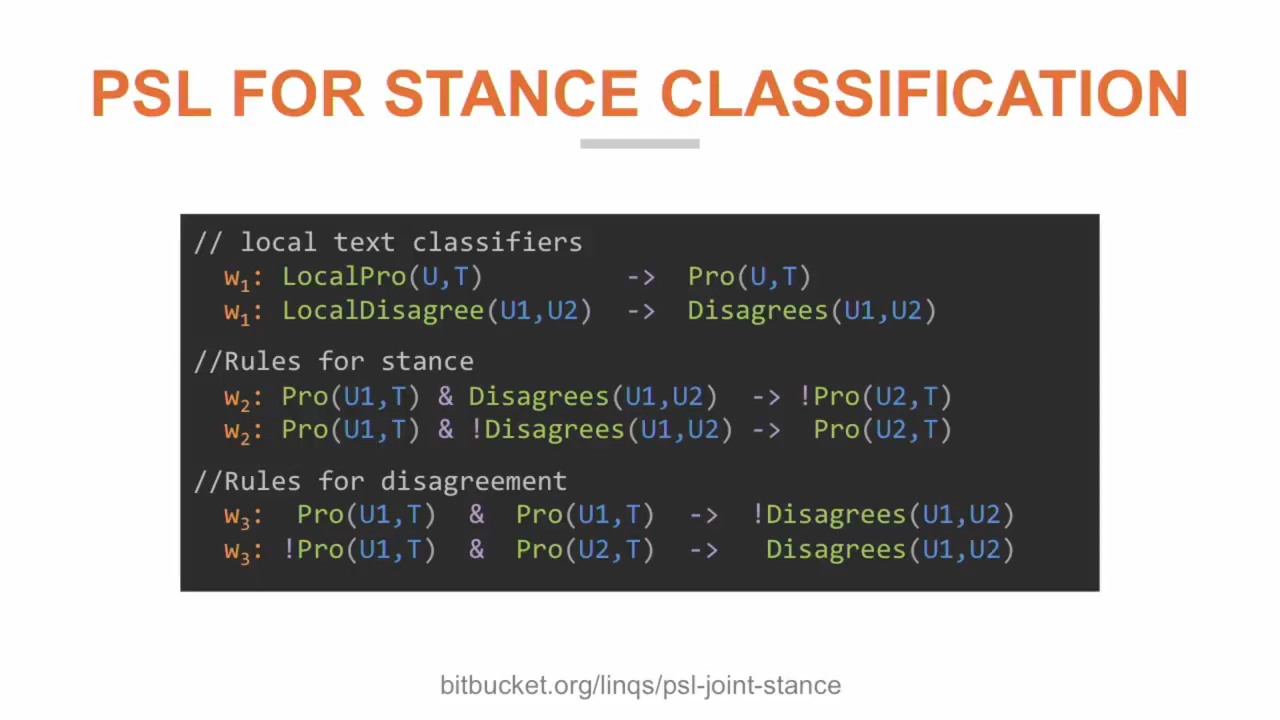 PSL FOR STANCE CLASSIFICATION
// local text classifiers
w1: LocalPro(U,T) -> Pro(U,T)
w1: LocalDisagree(U1,U2) -> Disagrees(U1,U2)
//Rules for stance
w2: Pro(U1,T) & Disagrees(U1,U2) -> !Pro(U2,T)
w2: Pro(U1,T) & !Disagrees(U1,U2) -> Pro(U2,T)
//Rules for disagreement
w3: Pro(U1,T) & Pro(U1,T) -> !Disagrees(U1,U2)
w3: !Pro(U1,T) & Pro(U2,T) -> Disagrees(U1,U2)
bitbucket.org/linqs/psl-joint-stance